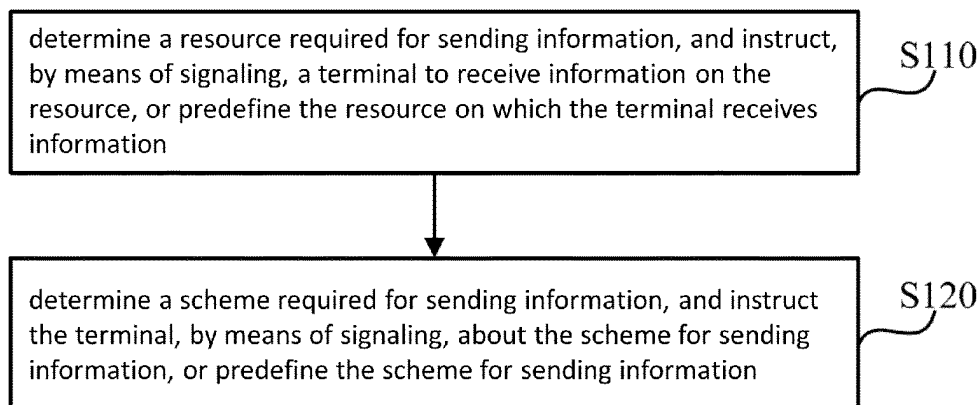 determine a resource required for sending information, and instruct,
by means of signaling, a terminal to receive information on the
resource, or predefine the resource on which the terminal receives
information
S110
determine a scheme required for sending information, and instruct
the terminal, by means of signaling, about the scheme for sending
information, or predefine the scheme for sending information
S120